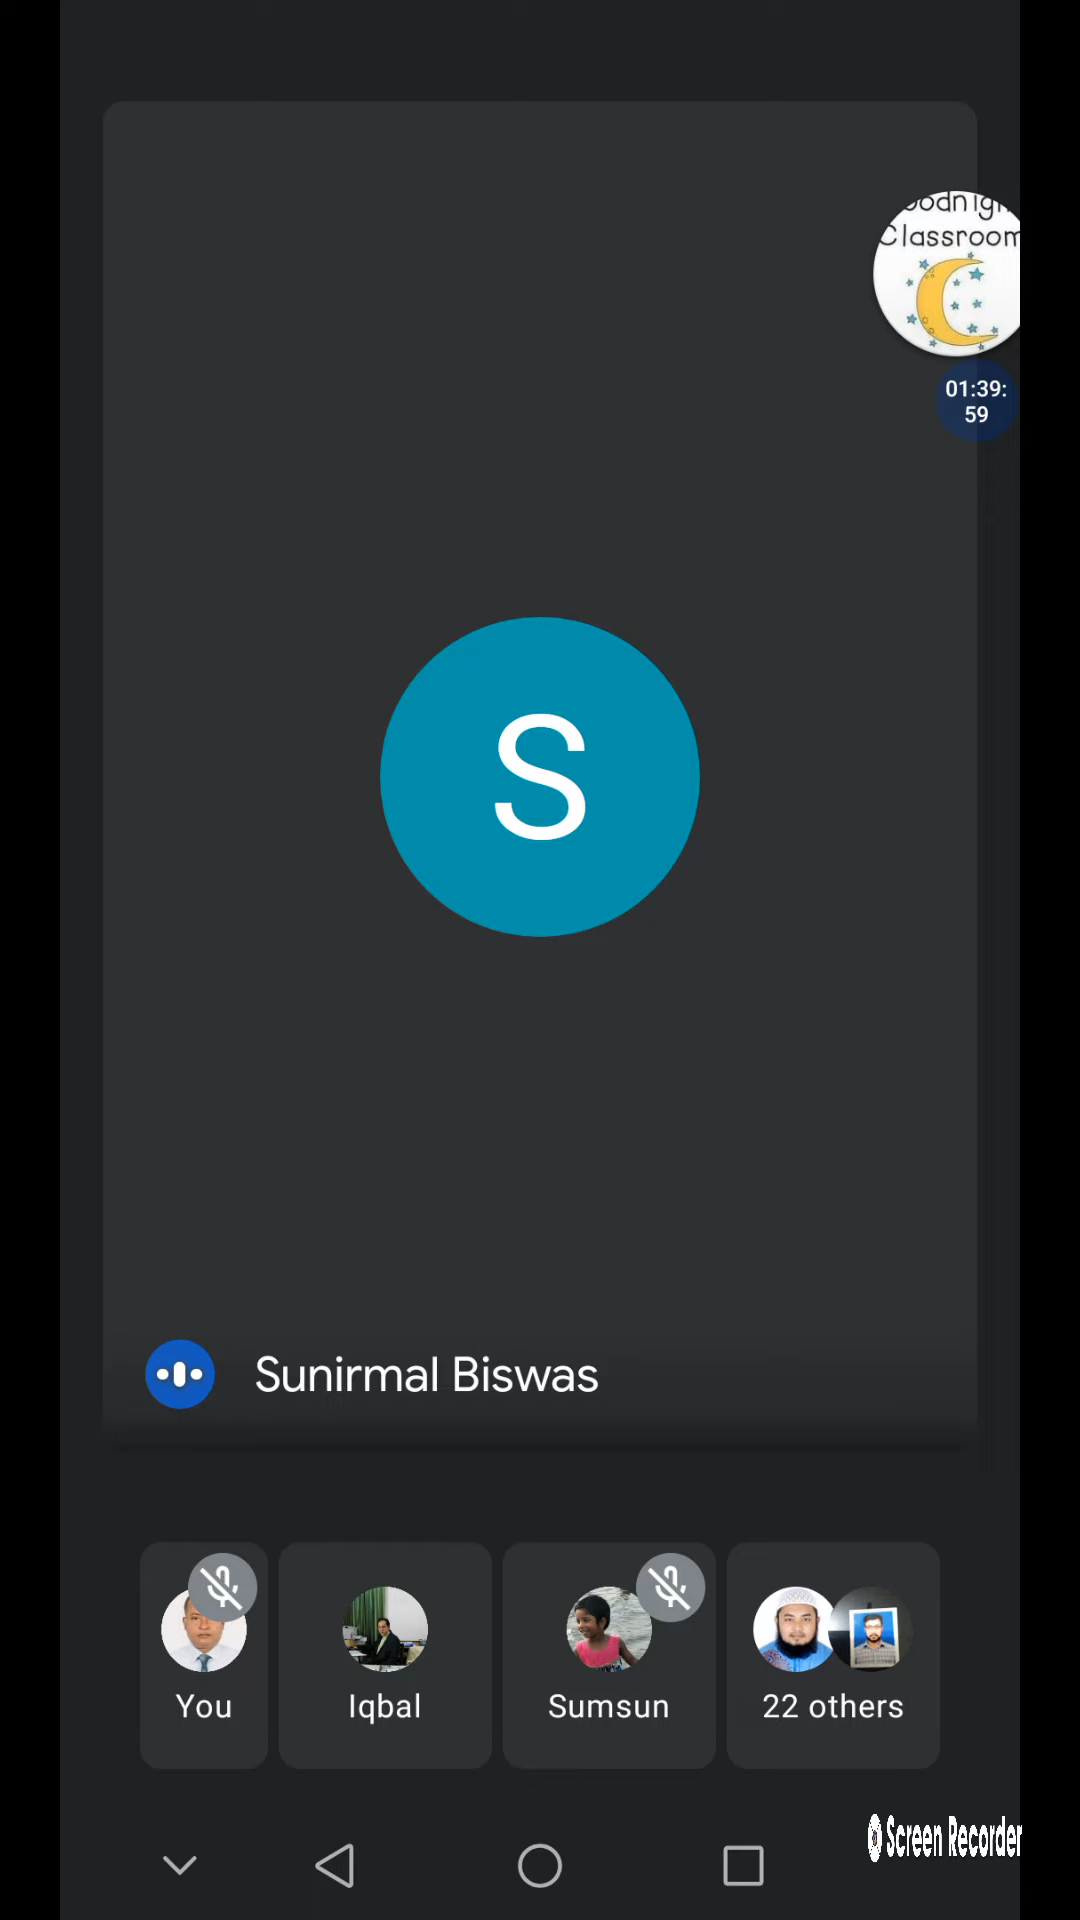 Classroom
01:39:
59
S
Sunirmal Biswas
You
Iqbal
Sumsun
22 others
Screen Recorder